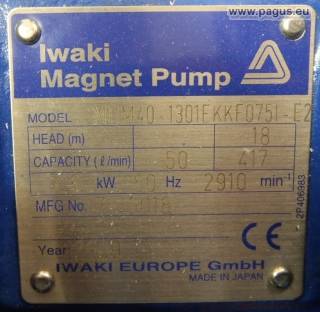 www.pagus.eu
Iwaki
Magnet Pump
MODEL
HEAD (m) 18
CAPACITY (ℓ/min) 50 417
kW Hz 2910 min⁻¹
MFG No.
Year
2P406983
CE
IWAKI EUROPE GmbH
MADE IN JAPAN